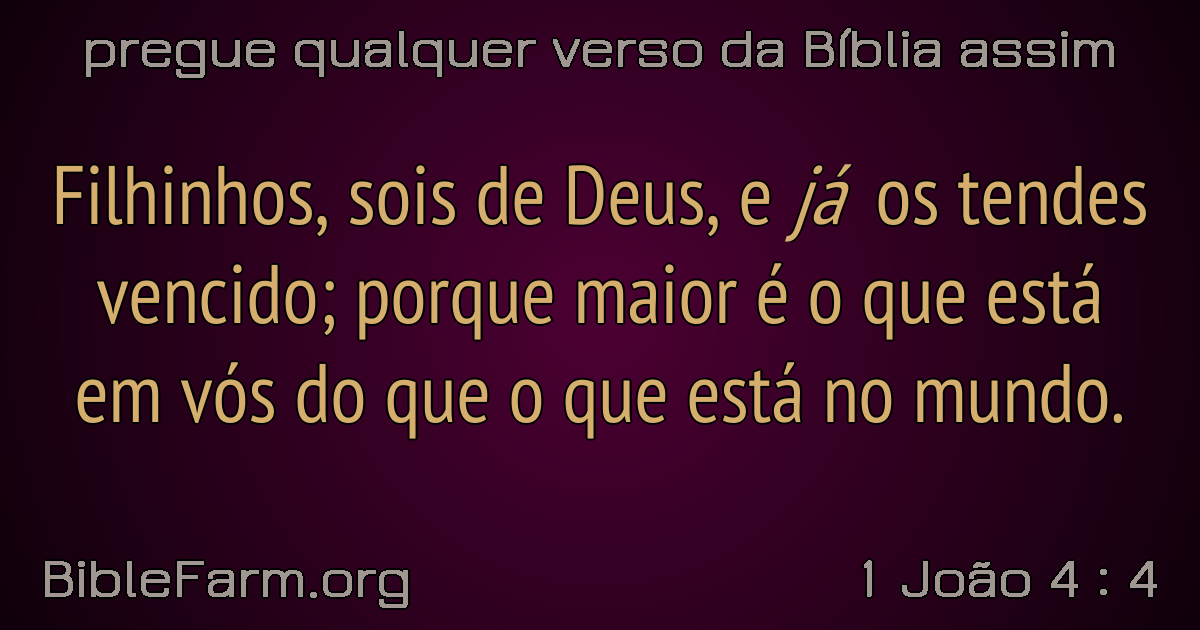 pregue qualquer verso da Bíblia assim
Filhinhos, sois de Deus, e já os tendes
vencido; porque maior é o que está
em vós do que o que está no mundo.
BibleFarm.org
1 João 4 : 4